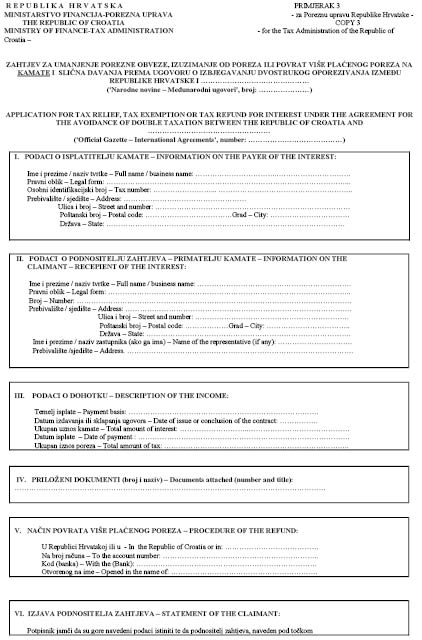 R E P U B L I K A   H R V A T S K A
PRIMJERAK 3
MINISTARSTVO FINANCIJA-POREZNA UPRAVA
- za Poreznu upravu Republike Hrvatske -
THE REPUBLIC OF CROATIA
COPY 3
MINISTRY OF FINANCE-TAX ADMINISTRATION
- for the Tax Administration of the Republic of
Croatia –
ZAHTJEV ZA UMANJENJE POREZNE OBVEZE, IZUZIMANJE OD POREZA ILI POVRAT VIŠE PLAĆENOG POREZA NA
KAMATE I SLIČNA DAVANJA PREMA UGOVORU O IZBJEGAVANJU DVOSTRUKOG OPOREZIVANJA IZMEĐU
REPUBLIKE HRVATSKE I …………………………
('Narodne novine – Međunarodni ugovori', broj: …………………)
APPLICATION FOR TAX RELIEF, TAX EXEMPTION OR TAX REFUND FOR INTEREST UNDER THE AGREEMENT FOR
THE AVOIDANCE OF DOUBLE TAXATION BETWEEN THE REPUBLIC OF CROATIA AND
……………………………………
('Official Gazette – International Agreements', number: …………………………)
I. PODACI O ISPLATITELJU KAMATE – INFORMATION ON THE PAYER OF THE INTEREST:
Ime i prezime / naziv tvrtke – Full name / business name: ……………………………………
Pravni oblik – Legal form: ……………………………………
Osobni identifikacijski broj – Tax number: ……………………………………
Prebivalište / sjedište – Address: ……………………………
Ulica i broj – Street and number: ……………………………………
Poštanski broj – Postal code: ………………………Grad – City: ……………………
Država – State: ……………………………………
II. PODACI O PODNOSITELJU ZAHTJEVA – PRIMATELJU KAMATE – INFORMATION ON THE
CLAIMANT – RECEPIENT OF THE INTEREST:
Ime i prezime / naziv tvrtke – Full name / business name: ……………………………………
Pravni oblik – Legal form: ……………………………………
Broj – Number: ……………………………………
Prebivalište / sjedište – Address: ……………………………
Ulica i broj – Street and number: ……………………………………
Poštanski broj – Postal code: ………………Grad – City: ……………………
Država – State: ……………………………………
Ime i prezime / naziv zastupnika (ako ga ima) – Name of the representative (if any): ……………………
Prebivalište /sjedište – Address. ……………………………………
III. PODACI O DOHOTKU – DESCRIPTION OF THE INCOME:
Temelj isplate – Payment basis: ……………………………………
Datum izdavanja ili sklapanja ugovora – Date of issue or conclusion of the contract: …………
Ukupan iznos kamate – Total amount of interest: ……………………………………
Datum isplate – Date of payment : ……………………………………
Ukupan iznos poreza – Total amount of tax: ……………………………………
IV. PRILOŽENI DOKUMENTI (broj i naziv) – Documents attached (number and title):
……………………………………………………………………
V. NAČIN POVRATA VIŠE PLAĆENOG POREZA – PROCEDURE OF THE REFUND:
U Republici Hrvatskoj ili u - In the Republic of Croatia or in: …………………………
Na broj računa – To the account number: ……………………………………
Kod (banka) – With the (Bank): ……………………………………
Otvorenog na ime – Opened in the name of: ……………………………………
VI. IZJAVA PODNOSITELJA ZAHTJEVA – STATEMENT OF THE CLAIMANT:
Potpisnik jamči da su gore navedeni podaci istiniti te da podnositelj zahtjeva, naveden pod točkom